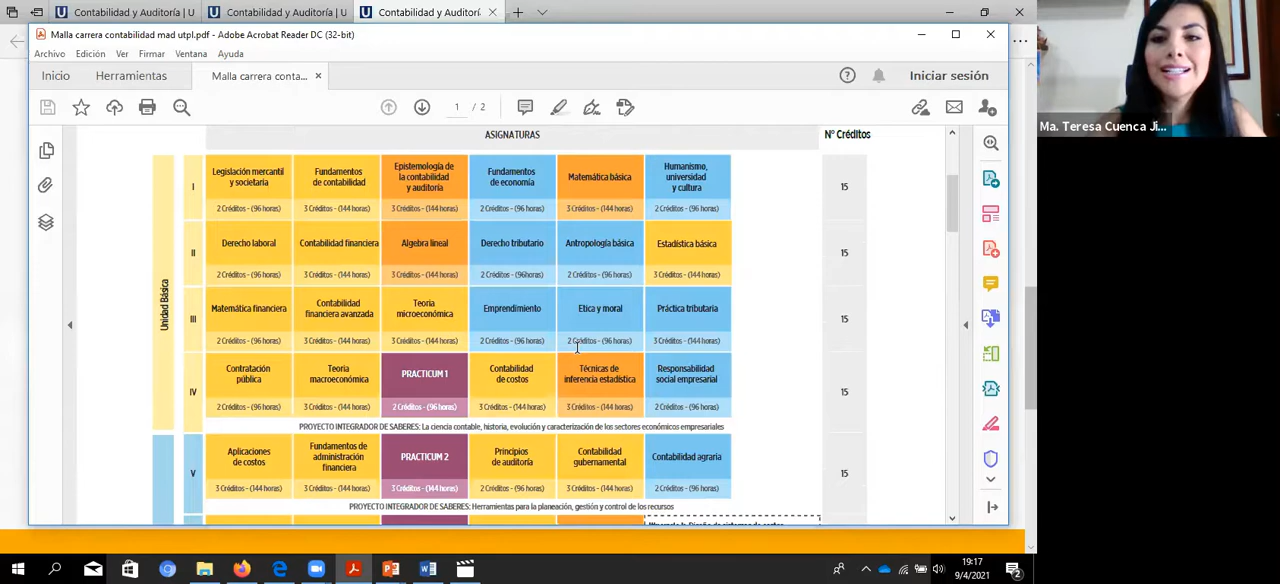 Contabilidad y Auditoría | U
Contabilidad y Auditoría | U
Contabilidad y Auditorí
Malla carrera contabilidad mad utpl.pdf - Adobe Acrobat Reader DC (32-bit)
Archivo Edición Ver Firmar Ventana Ayuda
Inicio Herramientas Malla carrera conta... Iniciar sesión
1 / 2
Ma. Teresa Cuenca Ji...
ASIGNATURAS Nº Créditos
Unidad Básica
I
Legislación mercantil
y societaria
2 Créditos - (96 horas)
Fundamentos
de contabilidad
3 Créditos - (144 horas)
Epistemología de
la contabilidad
y auditoría
3 Créditos - (144 horas)
Fundamentos
de economía
2 Créditos - (96 horas)
Matemática básica
3 Créditos - (144 horas)
Humanismo,
universidad
y cultura
2 Créditos - (96 horas)
15
II
Derecho laboral
2 Créditos - (96 horas)
Contabilidad financiera
3 Créditos - (144 horas)
Algebra lineal
3 Créditos - (144 horas)
Derecho tributario
2 Créditos - (96horas)
Antropología básica
2 Créditos - (96 horas)
Estadística básica
3 Créditos - (144 horas)
15
III
Matemática financiera
2 Créditos - (96 horas)
Contabilidad
financiera avanzada
3 Créditos - (144 horas)
Teoría
microeconómica
3 Créditos - (144 horas)
Emprendimiento
2 Créditos - (96 horas)
Etica y moral
2 Créditos - (96 horas)
Práctica tributaria
3 Créditos - (144 horas)
15
IV
Contratación
pública
2 Créditos - (96 horas)
Teoría
macroeconómica
3 Créditos - (144 horas)
PRACTICUM 1
2 Créditos - (96 horas)
Contabilidad
de costos
3 Créditos - (144 horas)
Técnicas de
inferencia estadística
3 Créditos - (144 horas)
Responsabilidad
social empresarial
2 Créditos - (96 horas)
15
PROYECTO INTEGRADOR DE SABERES: La ciencia contable, historia, evolución y caracterización de los sectores económicos empresariales
V
Aplicaciones
de costos
3 Créditos - (144 horas)
Fundamentos de
administración
financiera
3 Créditos - (144 horas)
PRACTICUM 2
3 Créditos - (144 horas)
Principios
de auditoría
2 Créditos - (96 horas)
Contabilidad
gubernamental
3 Créditos - (144 horas)
Contabilidad agraria
2 Créditos - (96 horas)
15
PROYECTO INTEGRADOR DE SABERES: Herramientas para la planeación, gestión y control de los recursos
19:17
9/4/2021
2